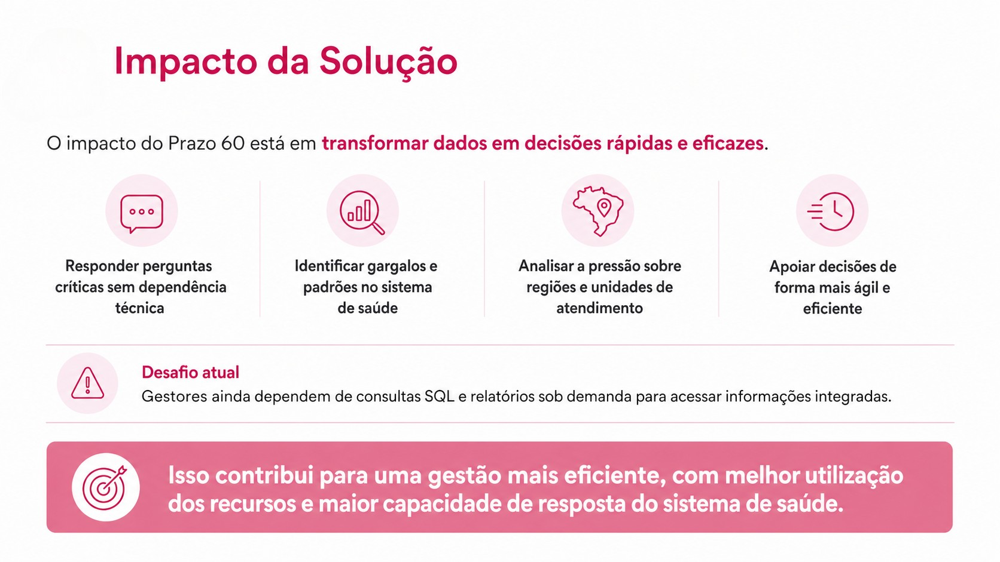 Impacto da Solução
O impacto do Prazo 60 está em transformar dados em decisões rápidas e eficazes.
Responder perguntas
críticas sem dependência
técnica
Identificar gargalos e
padrões no sistema
de saúde
Analisar a pressão sobre
regiões e unidades de
atendimento
Apoiar decisões de
forma mais ágil e
eficiente
Desafio atual
Gestores ainda dependem de consultas SQL e relatórios sob demanda para acessar informações integradas.
Isso contribui para uma gestão mais eficiente, com melhor utilização
dos recursos e maior capacidade de resposta do sistema de saúde.